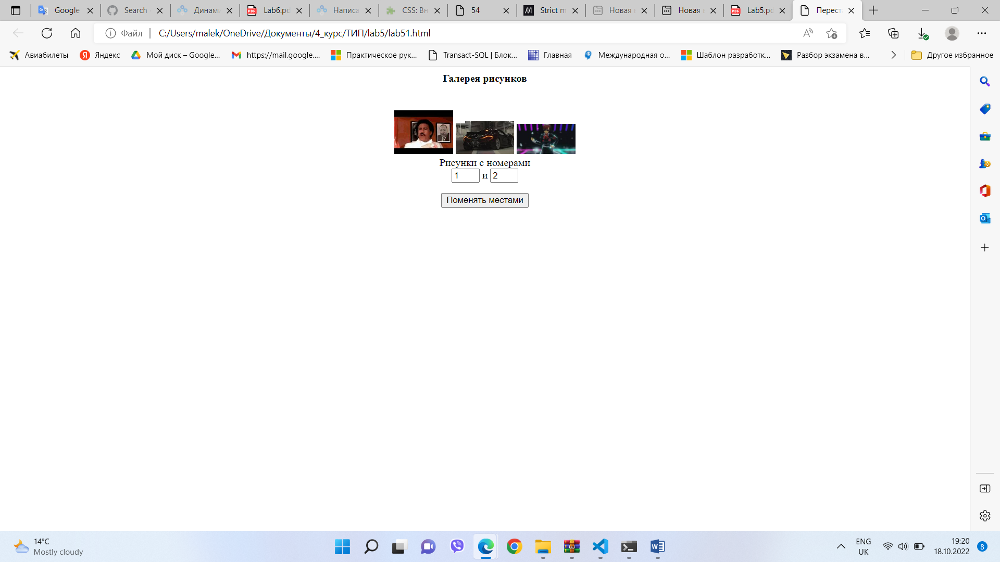 Google
Search
Динами
Lab6.pd
Написа
CSS: Вн
54
Strict m
Новая в
Новая в
Lab5.pd
Перест
Файл
C:/Users/malek/OneDrive/Документы/4_курс/ТИП/lab5/lab51.html
Авиабилеты
Яндекс
Мой диск – Google...
https://mail.google....
Практическое рук...
Transact-SQL | Блок...
Главная
Международная о...
Шаблон разработк...
Разбор экзамена в...
Другое избранное
Галерея рисунков
Рисунки с номерами
1 и 2
Поменять местами
14°C
Mostly cloudy
ENG
UK
19:20
18.10.2022
8